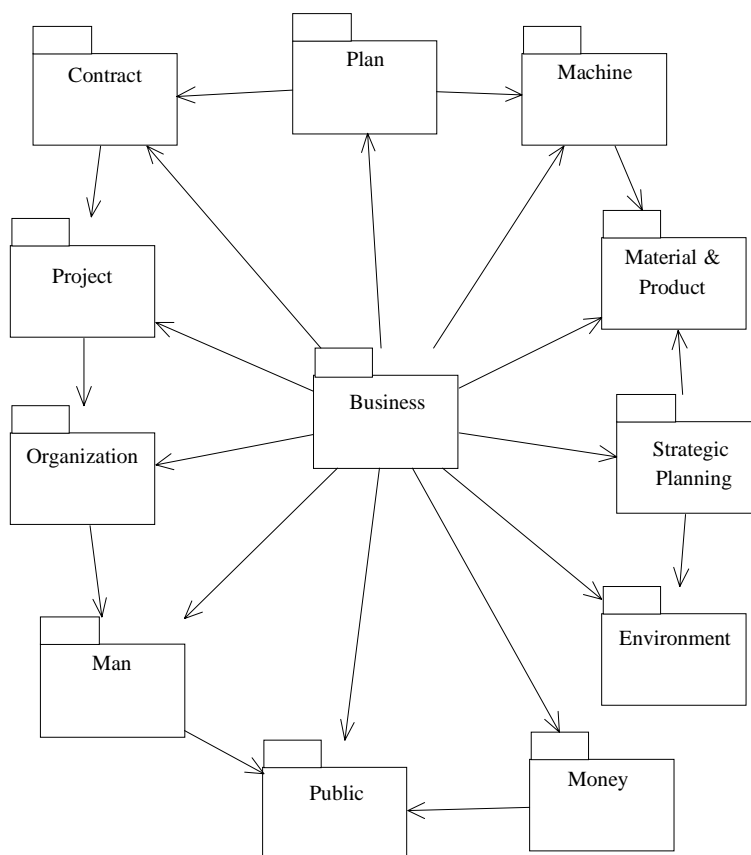 Contract
Plan
Machine
Project
Material &
Product
Business
Organization
Strategic
Planning
Man
Environment
Public
Money